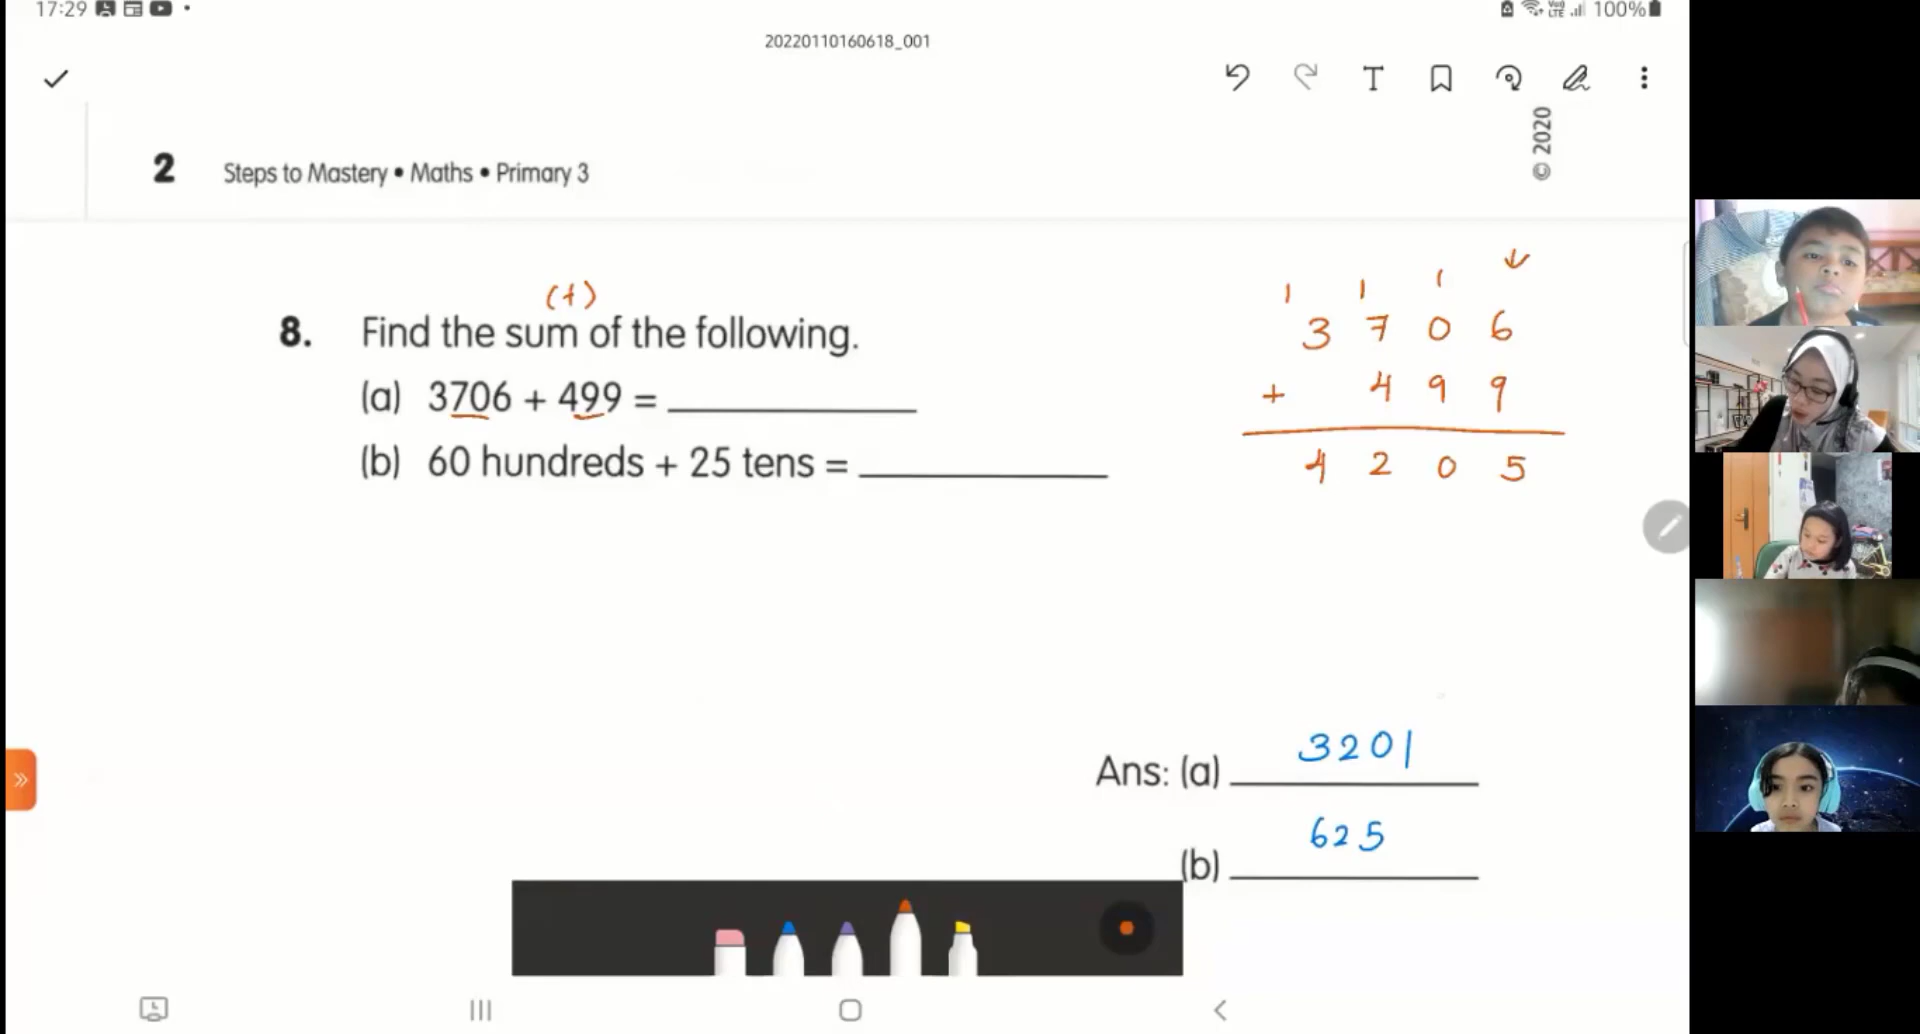 17:29
100%
20220110160618_001
T
© 2020
2 Steps to Mastery • Maths • Primary 3
(+)
8. Find the sum of the following.
(a) 3706 + 499 =
(b) 60 hundreds + 25 tens =
1 1 1
3 7 0 6
+ 4 9 9
4 2 0 5
Ans: (a) 3201
(b) 625